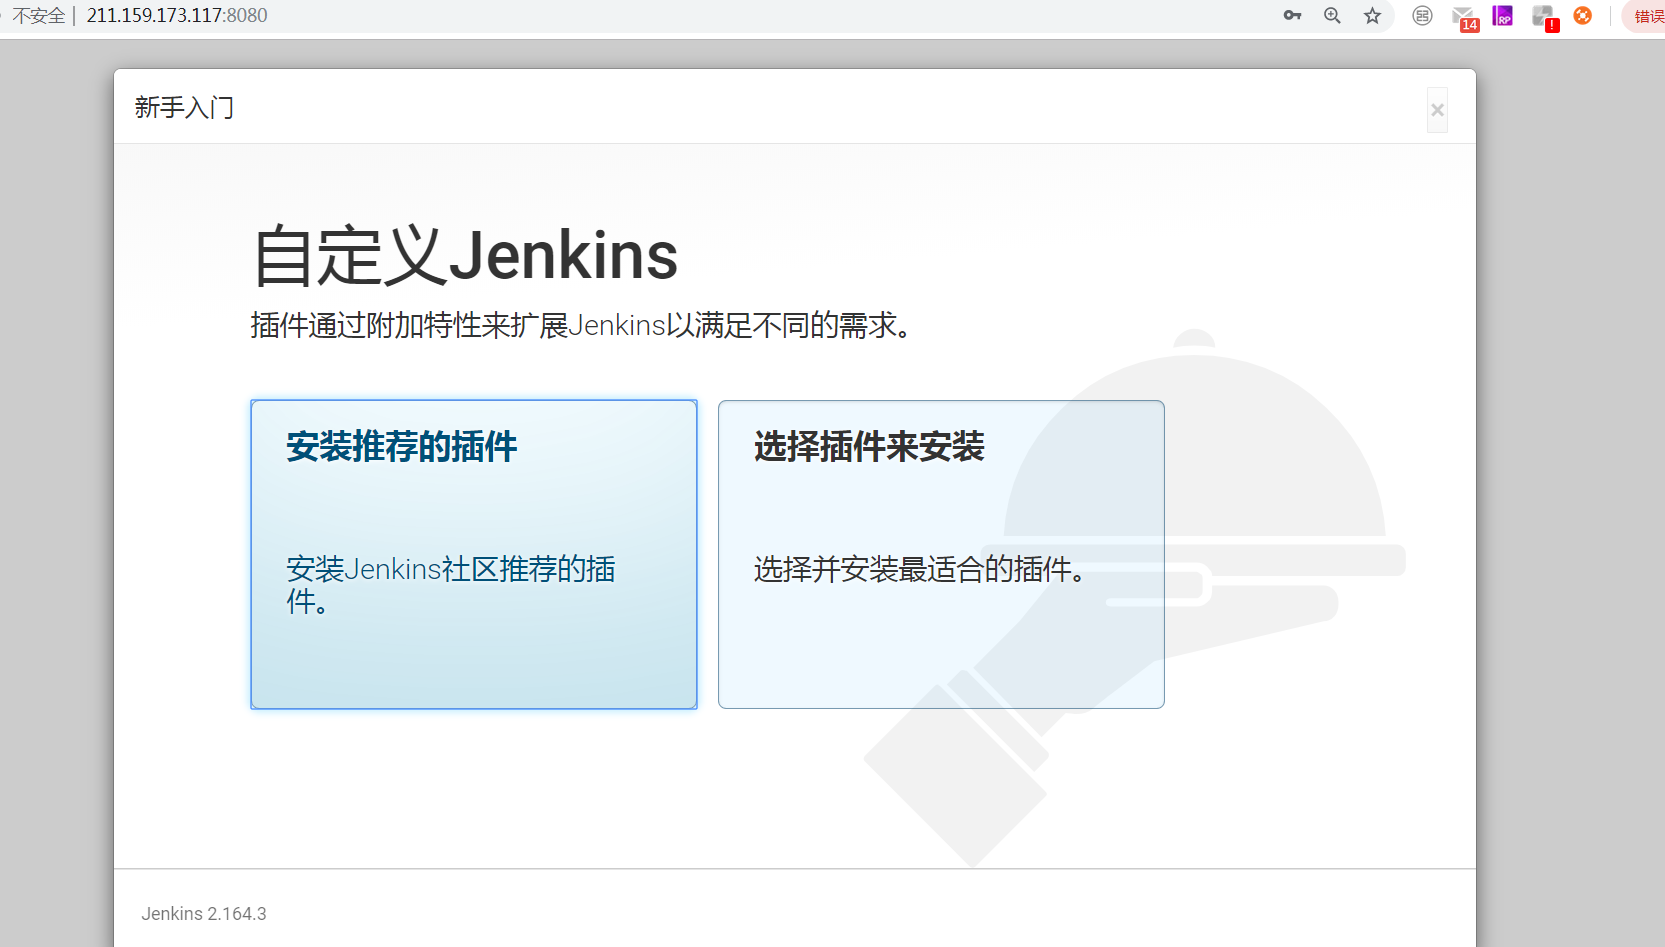 不安全 | 211.159.173.117:8080
14
RP
!
错误
新手入门
×
自定义Jenkins
插件通过附加特性来扩展Jenkins以满足不同的需求。
安装推荐的插件
安装Jenkins社区推荐的插
件。
选择插件来安装
选择并安装最适合的插件。
Jenkins 2.164.3